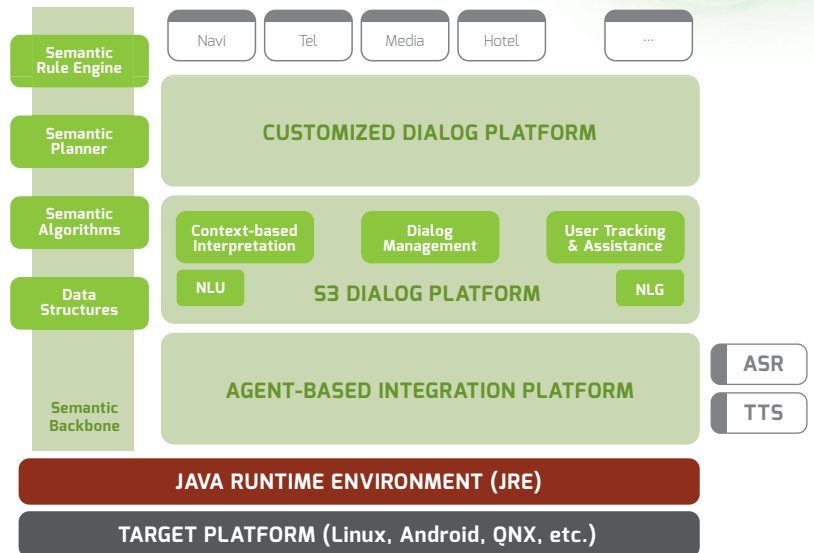 Navi
Tel
Media
Hotel
...
Semantic
Rule Engine
Semantic
Planner
Semantic
Algorithms
Data
Structures
Semantic
Backbone
CUSTOMIZED DIALOG PLATFORM
Context-based
Interpretation
Dialog
Management
User Tracking
& Assistance
NLU
S3 DIALOG PLATFORM
NLG
AGENT-BASED INTEGRATION PLATFORM
ASR
TTS
JAVA RUNTIME ENVIRONMENT (JRE)
TARGET PLATFORM (Linux, Android, QNX, etc.)